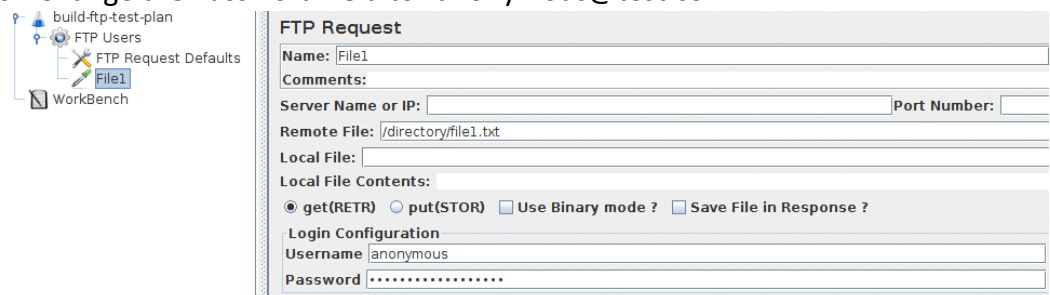 build-ftp-test-plan
FTP Users
FTP Request Defaults
File1
WorkBench
FTP Request
Name: File1
Comments:
Server Name or IP: Port Number:
Remote File: /directory/file1.txt
Local File:
Local File Contents:
get(RETR) put(STOR) Use Binary mode ? Save File in Response ?
Login Configuration
Username anonymous
Password ••••••••••••••••••